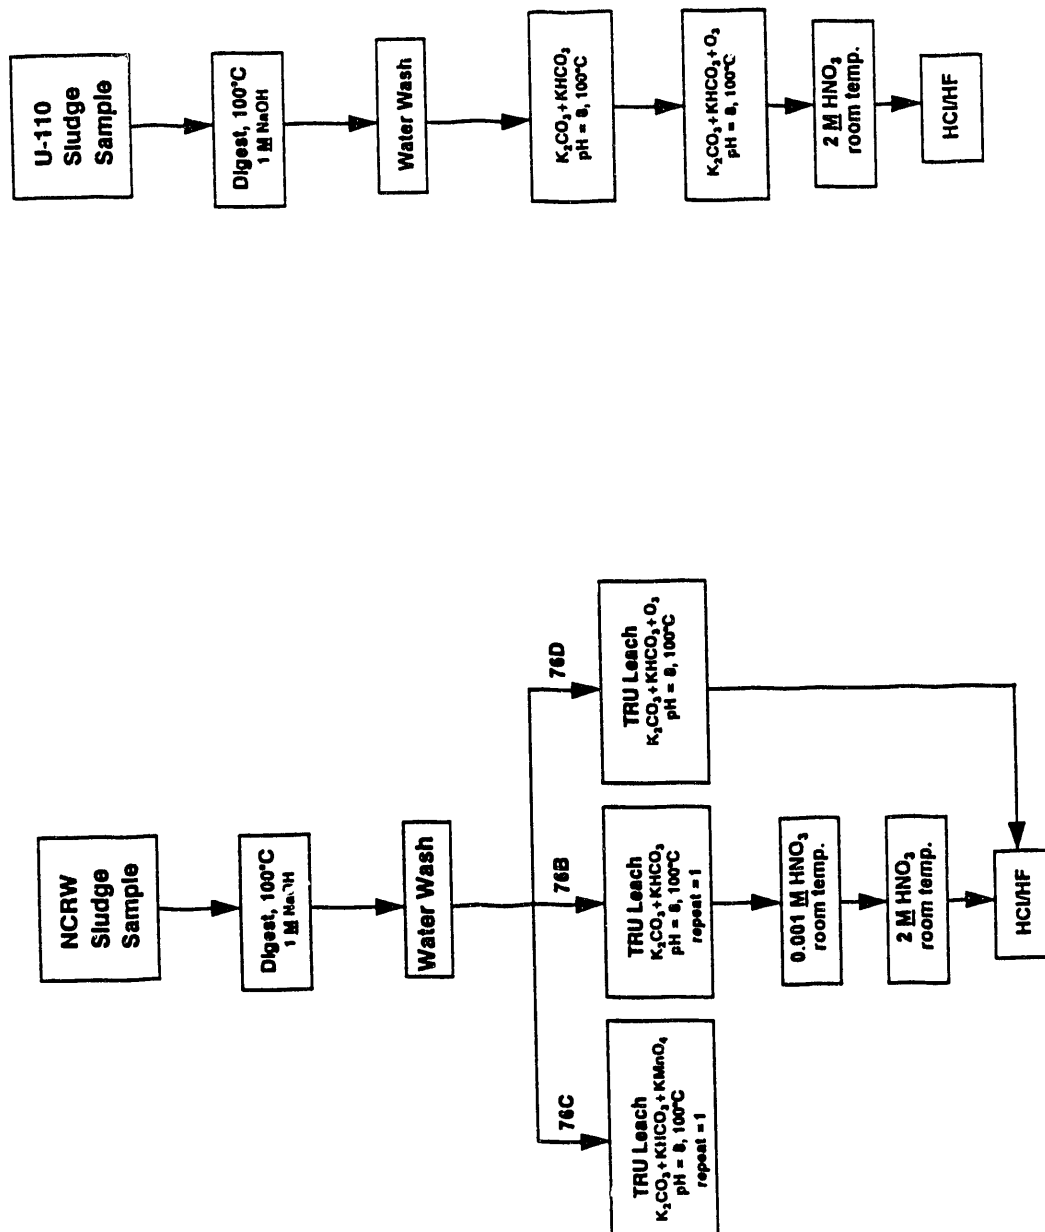 NCRW
Sludge
Sample
Digest, 100°C
1 M NaOH
Water Wash
76C
76B
76D
TRU Leach
K₂CO₃+KHCO₃+KMnO₄
pH = 8, 100°C
repeat = 1
TRU Leach
K₂CO₃+KHCO₃
pH = 8, 100°C
repeat = 1
TRU Leach
K₂CO₃+KHCO₃+O₃
pH = 8, 100°C
0.001 M HNO₃
room temp.
2 M HNO₃
room temp.
HCl/HF
U-110
Sludge
Sample
Digest, 100°C
1 M NaOH
Water Wash
K₂CO₃+KHCO₃
pH = 8, 100°C
K₂CO₃+KHCO₃+O₃
pH = 8, 100°C
2 M HNO₃
room temp.
HCl/HF